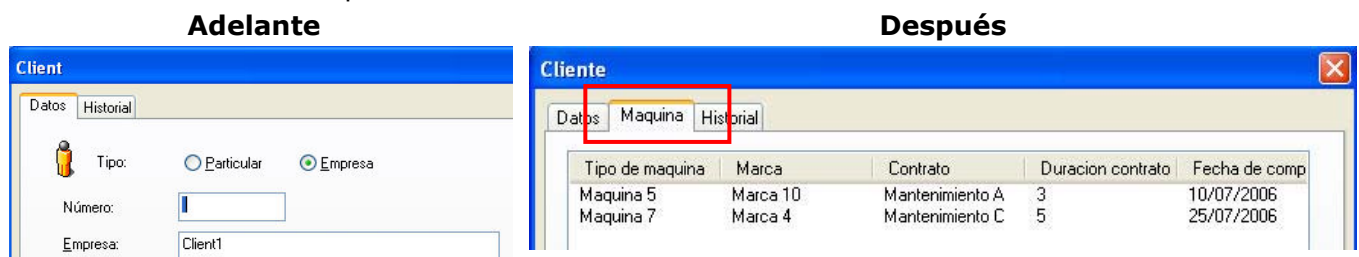 Adelante
Después
Client
Datos Historial
Tipo: Particular Empresa
Número:
Empresa: Client1
Cliente
Datos Maquina Historial
Tipo de maquina Marca Contrato Duracion contrato Fecha de comp
Maquina 5 Marca 10 Mantenimiento A 3 10/07/2006
Maquina 7 Marca 4 Mantenimiento C 5 25/07/2006